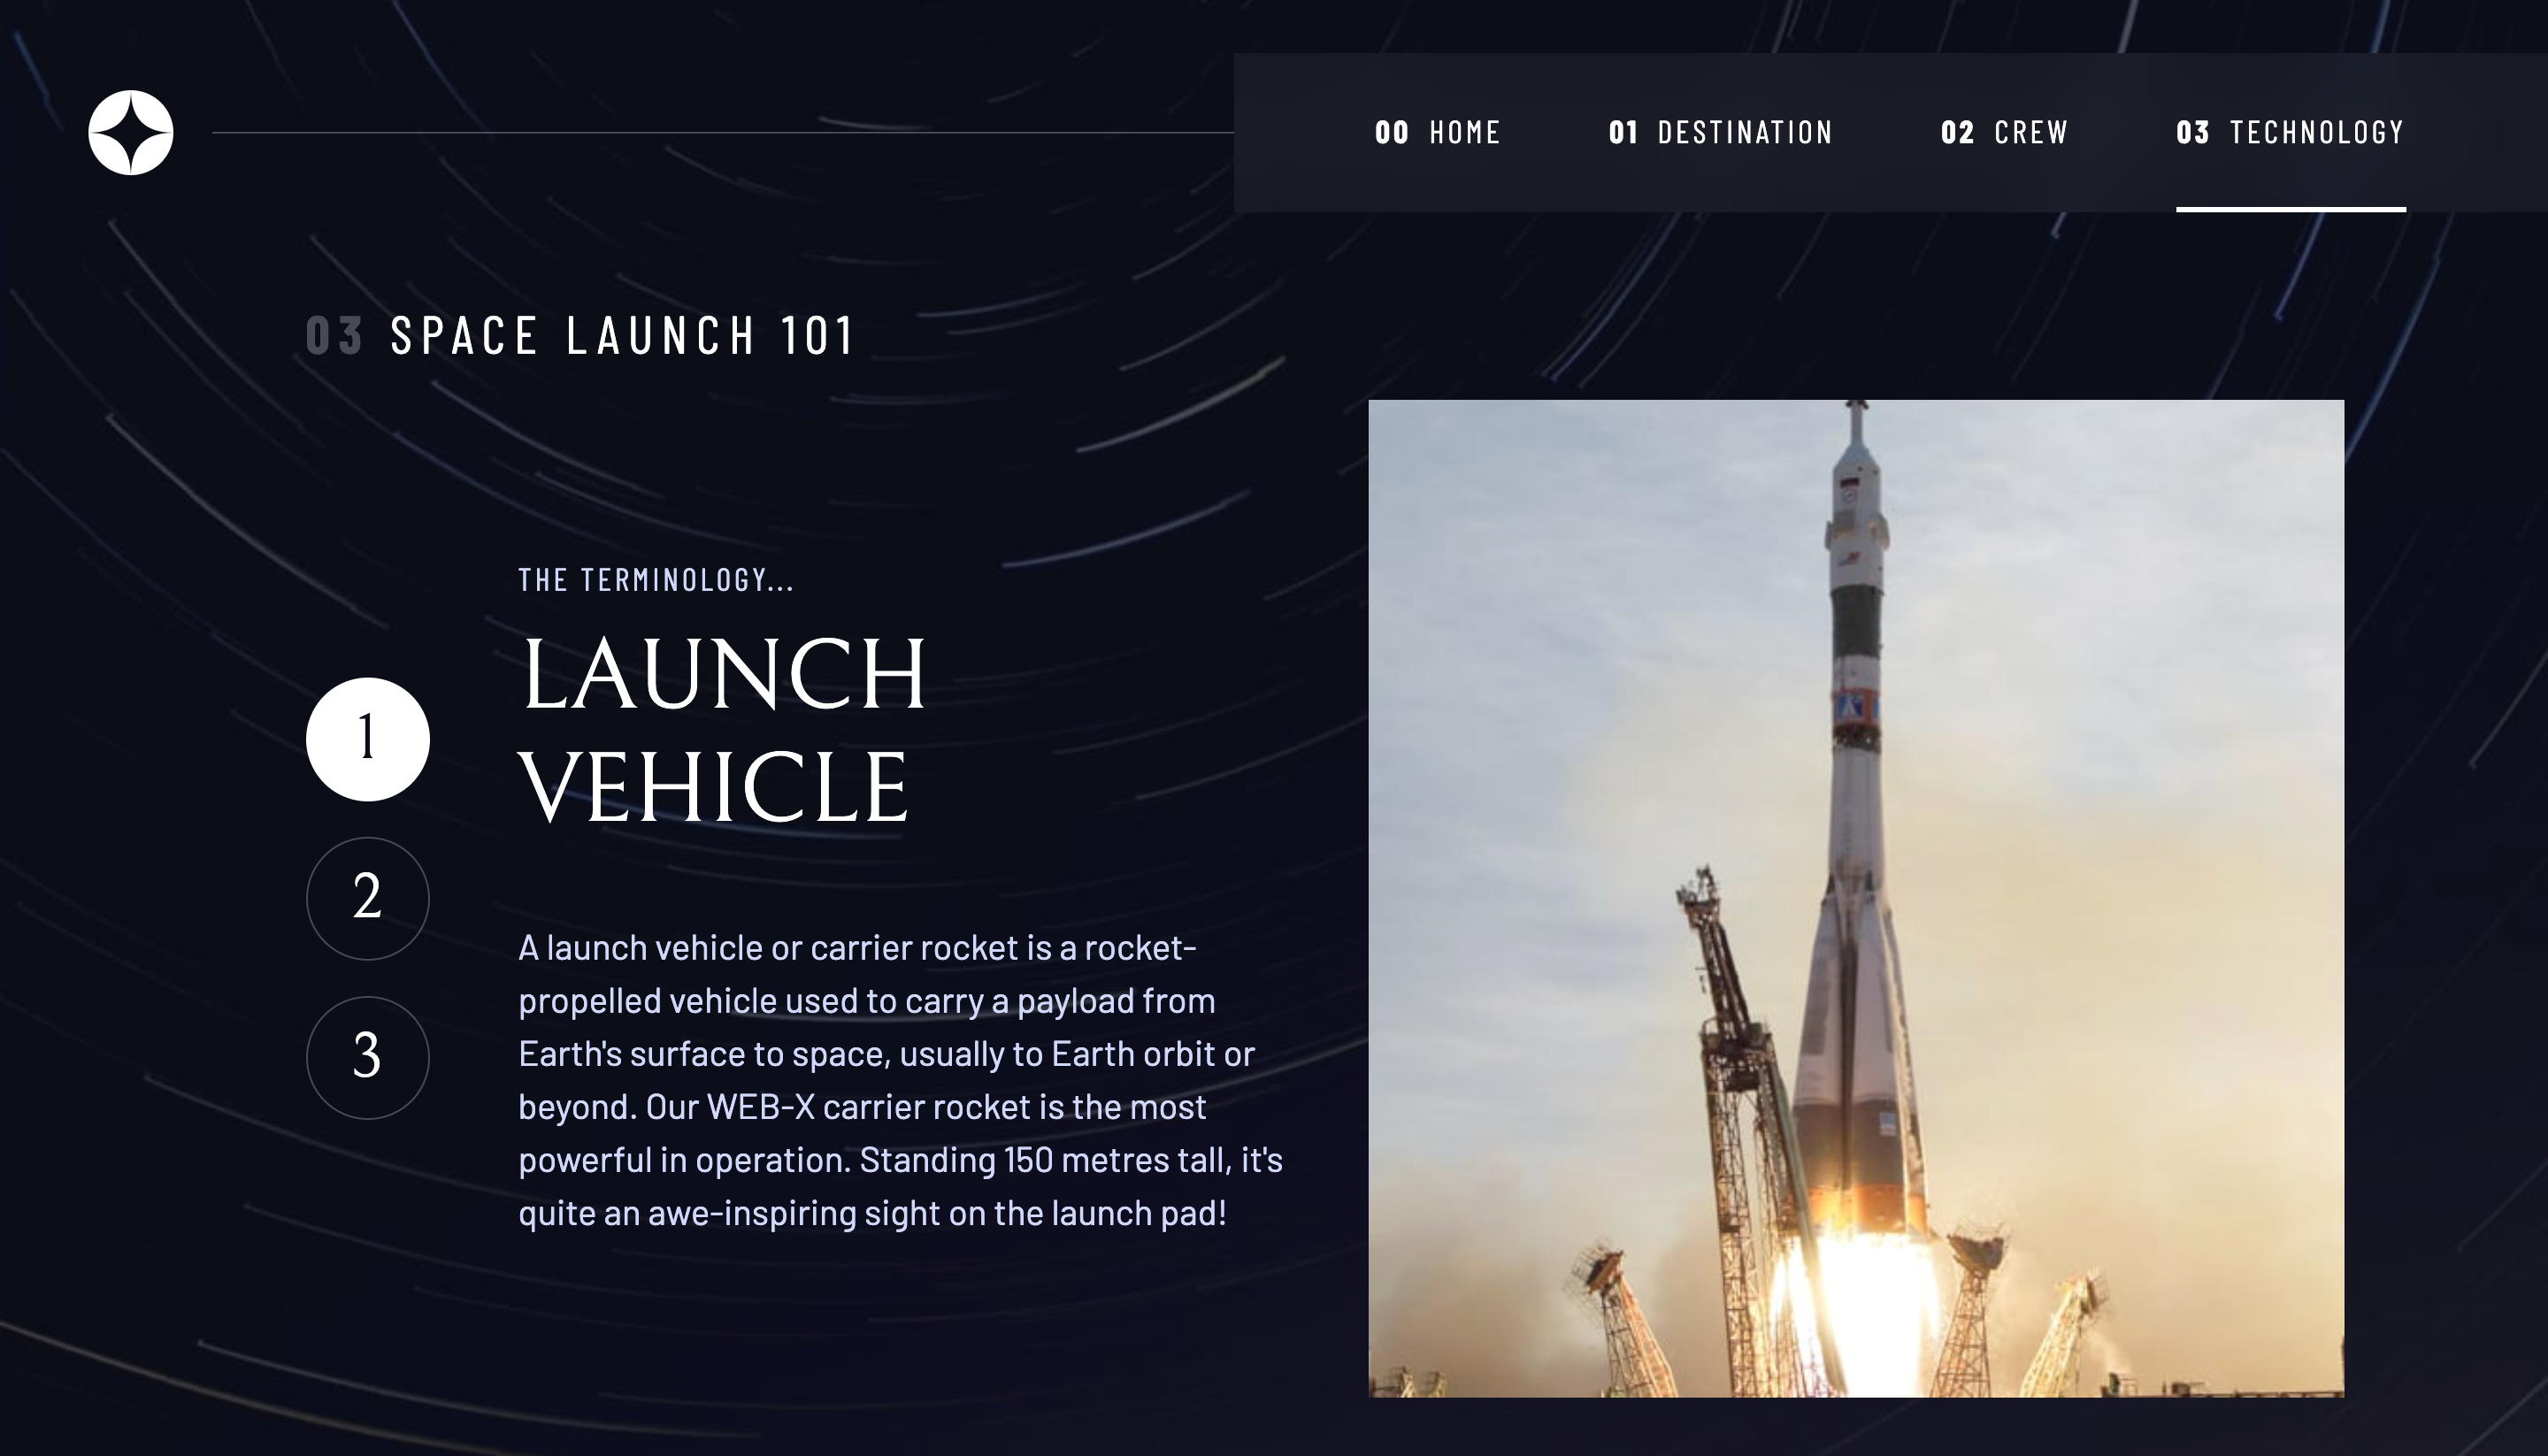 00 HOME 01 DESTINATION 02 CREW 03 TECHNOLOGY
03 SPACE LAUNCH 101
THE TERMINOLOGY...
LAUNCH
VEHICLE
1
2
3
A launch vehicle or carrier rocket is a rocket-
propelled vehicle used to carry a payload from
Earth's surface to space, usually to Earth orbit or
beyond. Our WEB-X carrier rocket is the most
powerful in operation. Standing 150 metres tall, it's
quite an awe-inspiring sight on the launch pad!